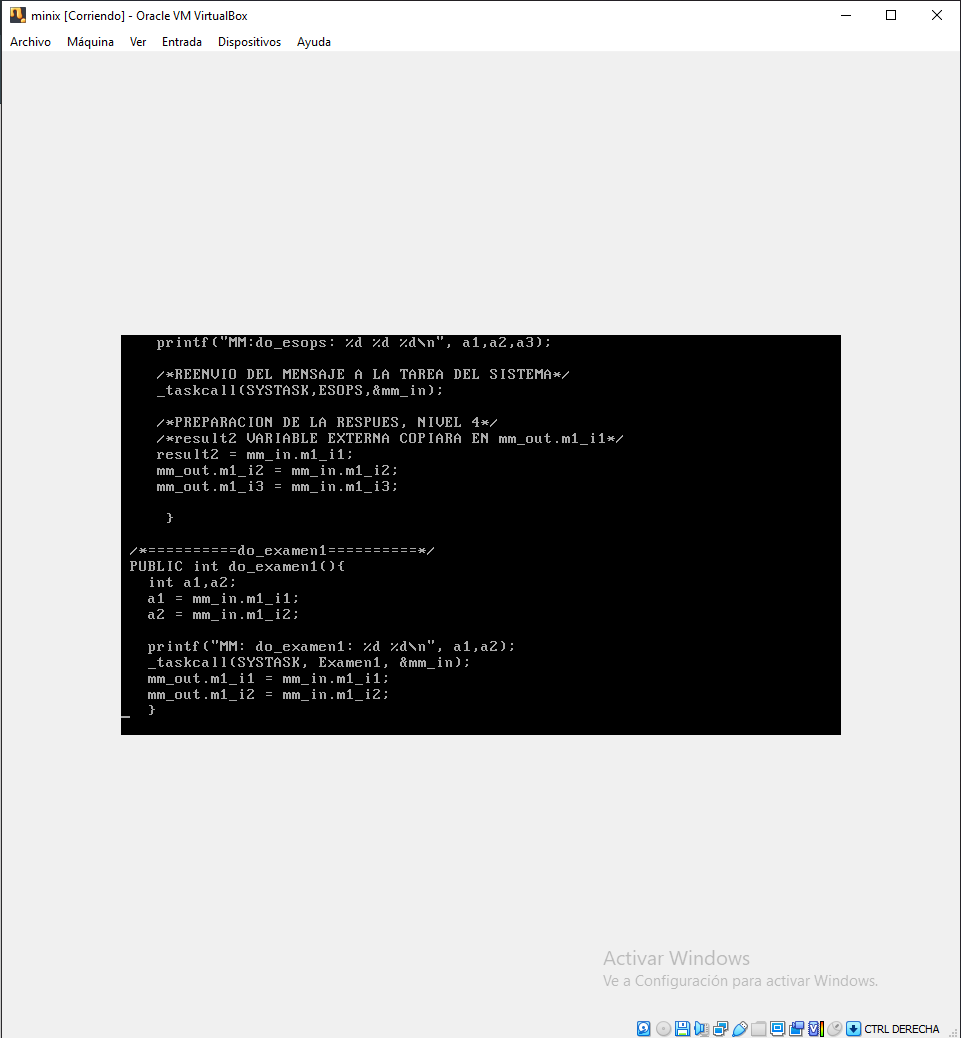 minix [Corriendo] - Oracle VM VirtualBox
Archivo Máquina Ver Entrada Dispositivos Ayuda
printf("MM:do_esops: %d %d %d\n", a1,a2,a3);
/*REENVIO DEL MENSAJE A LA TAREA DEL SISTEMA*/
_taskcall(SYSTASK,ESOPS,&mm_in);
/*PREPARACION DE LA RESPUES, NIVEL 4*/
/*result2 VARIABLE EXTERNA COPIARA EN mm_out.m1_i1*/
result2 = mm_in.m1_i1;
mm_out.m1_i2 = mm_in.m1_i2;
mm_out.m1_i3 = mm_in.m1_i3;
}
/*==========do_examen1==========*/
PUBLIC int do_examen1(){
int a1,a2;
a1 = mm_in.m1_i1;
a2 = mm_in.m1_i2;
printf("MM: do_examen1: %d %d\n", a1,a2);
_taskcall(SYSTASK, Examen1, &mm_in);
mm_out.m1_i1 = mm_in.m1_i1;
mm_out.m1_i2 = mm_in.m1_i2;
}
Activar Windows
Ve a Configuración para activar Windows.
CTRL DERECHA